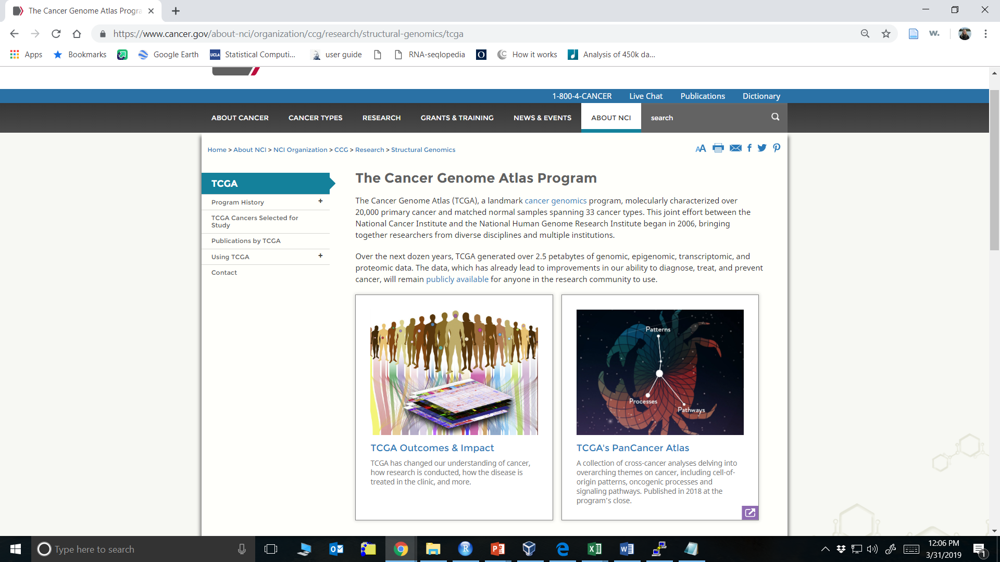 The Cancer Genome Atlas Progra
https://www.cancer.gov/about-nci/organization/ccg/research/structural-genomics/tcga
w.
Apps
Bookmarks
Google Earth
UCLA
Statistical Computi...
user guide
RNA-seqlopedia
O
How it works
Analysis of 450k da...
1-800-4-CANCER
Live Chat
Publications
Dictionary
ABOUT CANCER
CANCER TYPES
RESEARCH
GRANTS & TRAINING
NEWS & EVENTS
ABOUT NCI
search
Home > About NCI > NCI Organization > CCG > Research > Structural Genomics
AA
TCGA
Program History +
TCGA Cancers Selected for
Study
Publications by TCGA
Using TCGA +
Contact
The Cancer Genome Atlas Program
The Cancer Genome Atlas (TCGA), a landmark cancer genomics program, molecularly characterized over
20,000 primary cancer and matched normal samples spanning 33 cancer types. This joint effort between the
National Cancer Institute and the National Human Genome Research Institute began in 2006, bringing
together researchers from diverse disciplines and multiple institutions.
Over the next dozen years, TCGA generated over 2.5 petabytes of genomic, epigenomic, transcriptomic, and
proteomic data. The data, which has already lead to improvements in our ability to diagnose, treat, and prevent
cancer, will remain publicly available for anyone in the research community to use.
TCGA Outcomes & Impact
TCGA has changed our understanding of cancer,
how research is conducted, how the disease is
treated in the clinic, and more.
Patterns
Processes
Pathways
TCGA's PanCancer Atlas
A collection of cross-cancer analyses delving into
overarching themes on cancer, including cell-of-
origin patterns, oncogenic processes and
signaling pathways. Published in 2018 at the
program's close.
Type here to search
12:06 PM
3/31/2019
1